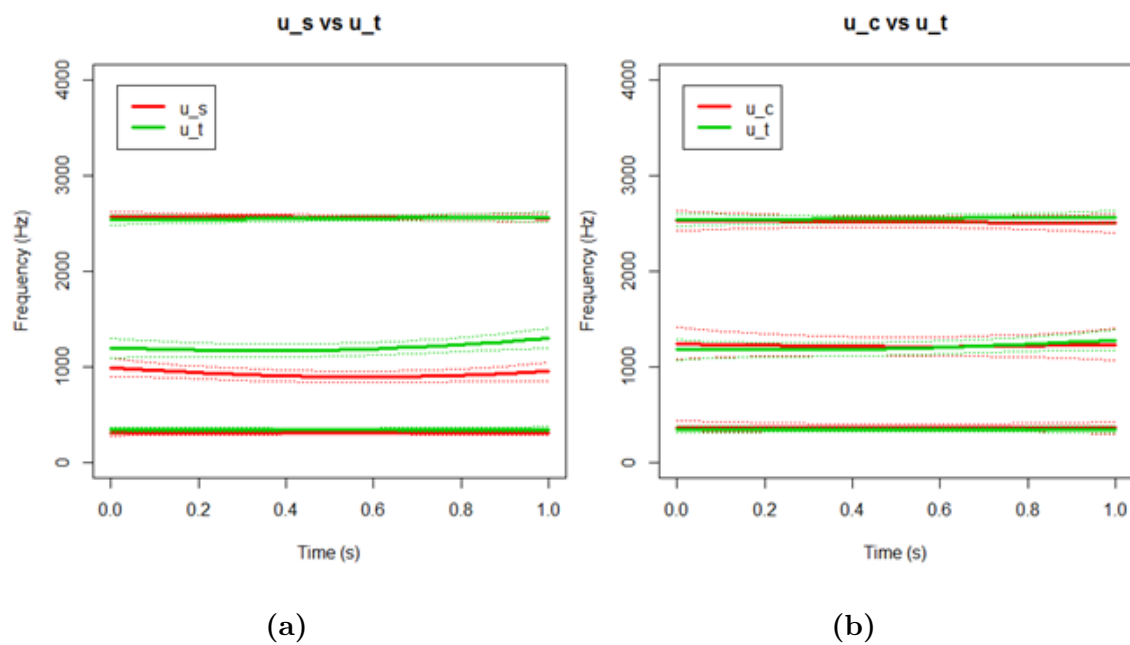 u_s vs u_t
4000
3000
2000
1000
0
Frequency (Hz)
u_s
u_t
0.0 0.2 0.4 0.6 0.8 1.0
Time (s)
(a)
u_c vs u_t
4000
3000
2000
1000
0
Frequency (Hz)
u_c
u_t
0.0 0.2 0.4 0.6 0.8 1.0
Time (s)
(b)